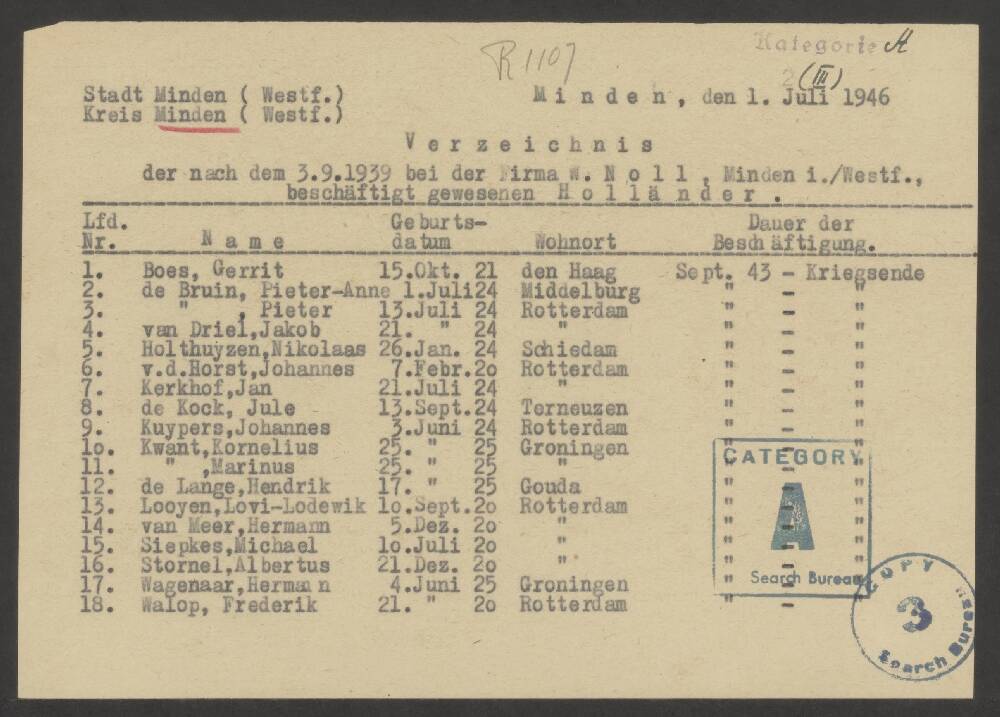 R 1107
Kategorie A
2 (III)
Stadt Minden ( Westf.)
Kreis Minden ( Westf.)
Minden, den 1. Juli 1946
Verzeichnis
der nach dem 3.9.1939 bei der Firma W. Noll, Minden i./Westf.,
beschäftigt gewesenen Holländer.
Lfd. Nr. Name Geburts-datum Wohnort Dauer der Beschäftigung.
1. Boes, Gerrit 15.Okt. 21 den Haag Sept. 43 - Kriegsende
2. de Bruin, Pieter-Anne 1.Juli24 Middelburg " - "
3. " , Pieter 13.Juli 24 Rotterdam " - "
4. van Driel,Jakob 21. " 24 " " - "
5. Holthuyzen,Nikolaas 26.Jan. 24 Schiedam " - "
6. v.d.Horst,Johannes 7.Febr.2o Rotterdam " - "
7. Kerkhof,Jan 21.Juli 24 " " - "
8. de Kock, Jule 13.Sept.24 Terneuzen " - "
9. Kuypers,Johannes 3.Juni 24 Rotterdam " - "
1o. Kwant,Kornelius 25. " 25 Groningen " - "
11. " ,Marinus 25. " 25 " " - "
12. de Lange,Hendrik 17. " 25 Gouda " - "
13. Looyen,Lovi-Lodewik 1o.Sept.2o Rotterdam " - "
14. van Meer,Hermann 5.Dez. 2o " " - "
15. Siepkes,Michael 1o.Juli 2o " " - "
16. Stornel,Albertus 21.Dez. 2o " " - "
17. Wagenaar,Hermann 4.Juni 25 Groningen " - "
18. Walop, Frederik 21. " 2o Rotterdam " - "
CATEGORY
A
Search Bureau
COPY
3
Search Bureau